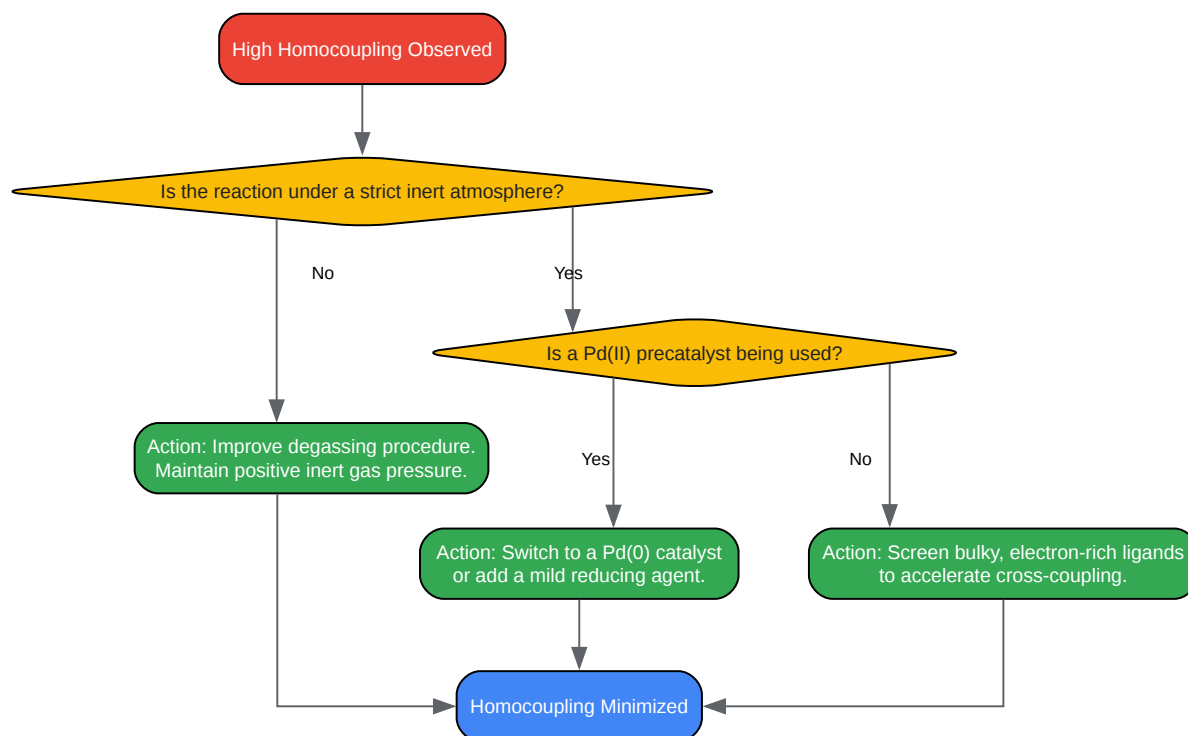 High Homocoupling Observed
Is the reaction under a strict inert atmosphere?
No
Yes
Is a Pd(II) precatalyst being used?
Action: Improve degassing procedure.
Maintain positive inert gas pressure.
Yes
No
Action: Switch to a Pd(0) catalyst
or add a mild reducing agent.
Action: Screen bulky, electron-rich ligands
to accelerate cross-coupling.
Homocoupling Minimized